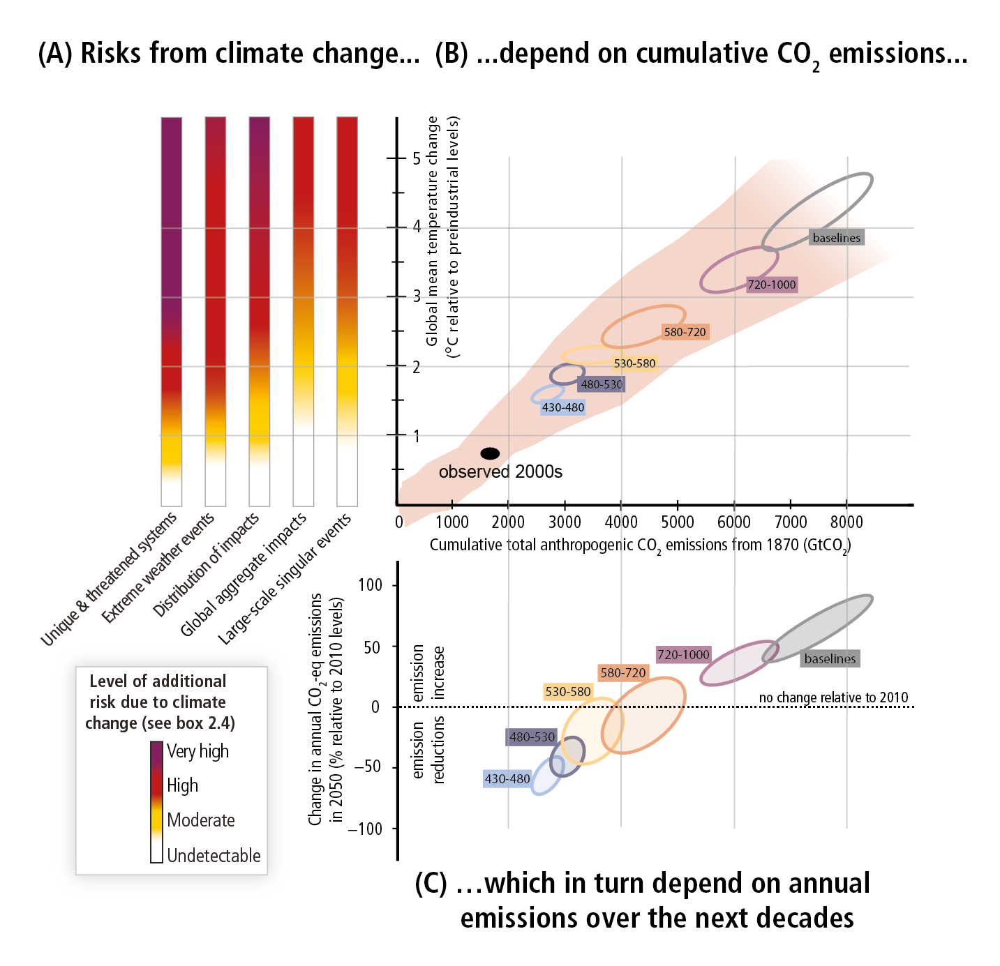 (A) Risks from climate change... (B) ...depend on cumulative CO₂ emissions...
Global mean temperature change
(°C relative to preindustrial levels)
5
4
3
2
1
baselines
720-1000
580-720
530-580
480-530
430-480
observed 2000s
0 1000 2000 3000 4000 5000 6000 7000 8000
Cumulative total anthropogenic CO₂ emissions from 1870 (GtCO₂)
Unique & threatened systems
Extreme weather events
Distribution of impacts
Global aggregate impacts
Large-scale singular events
Level of additional
risk due to climate
change (see box 2.4)
Very high
High
Moderate
Undetectable
Change in annual CO₂-eq emissions
in 2050 (% relative to 2010 levels)
100
50
0
−50
−100
emission
increase
emission
reductions
720-1000
baselines
580-720
530-580
no change relative to 2010
480-530
430-480
(C) ...which in turn depend on annual
emissions over the next decades